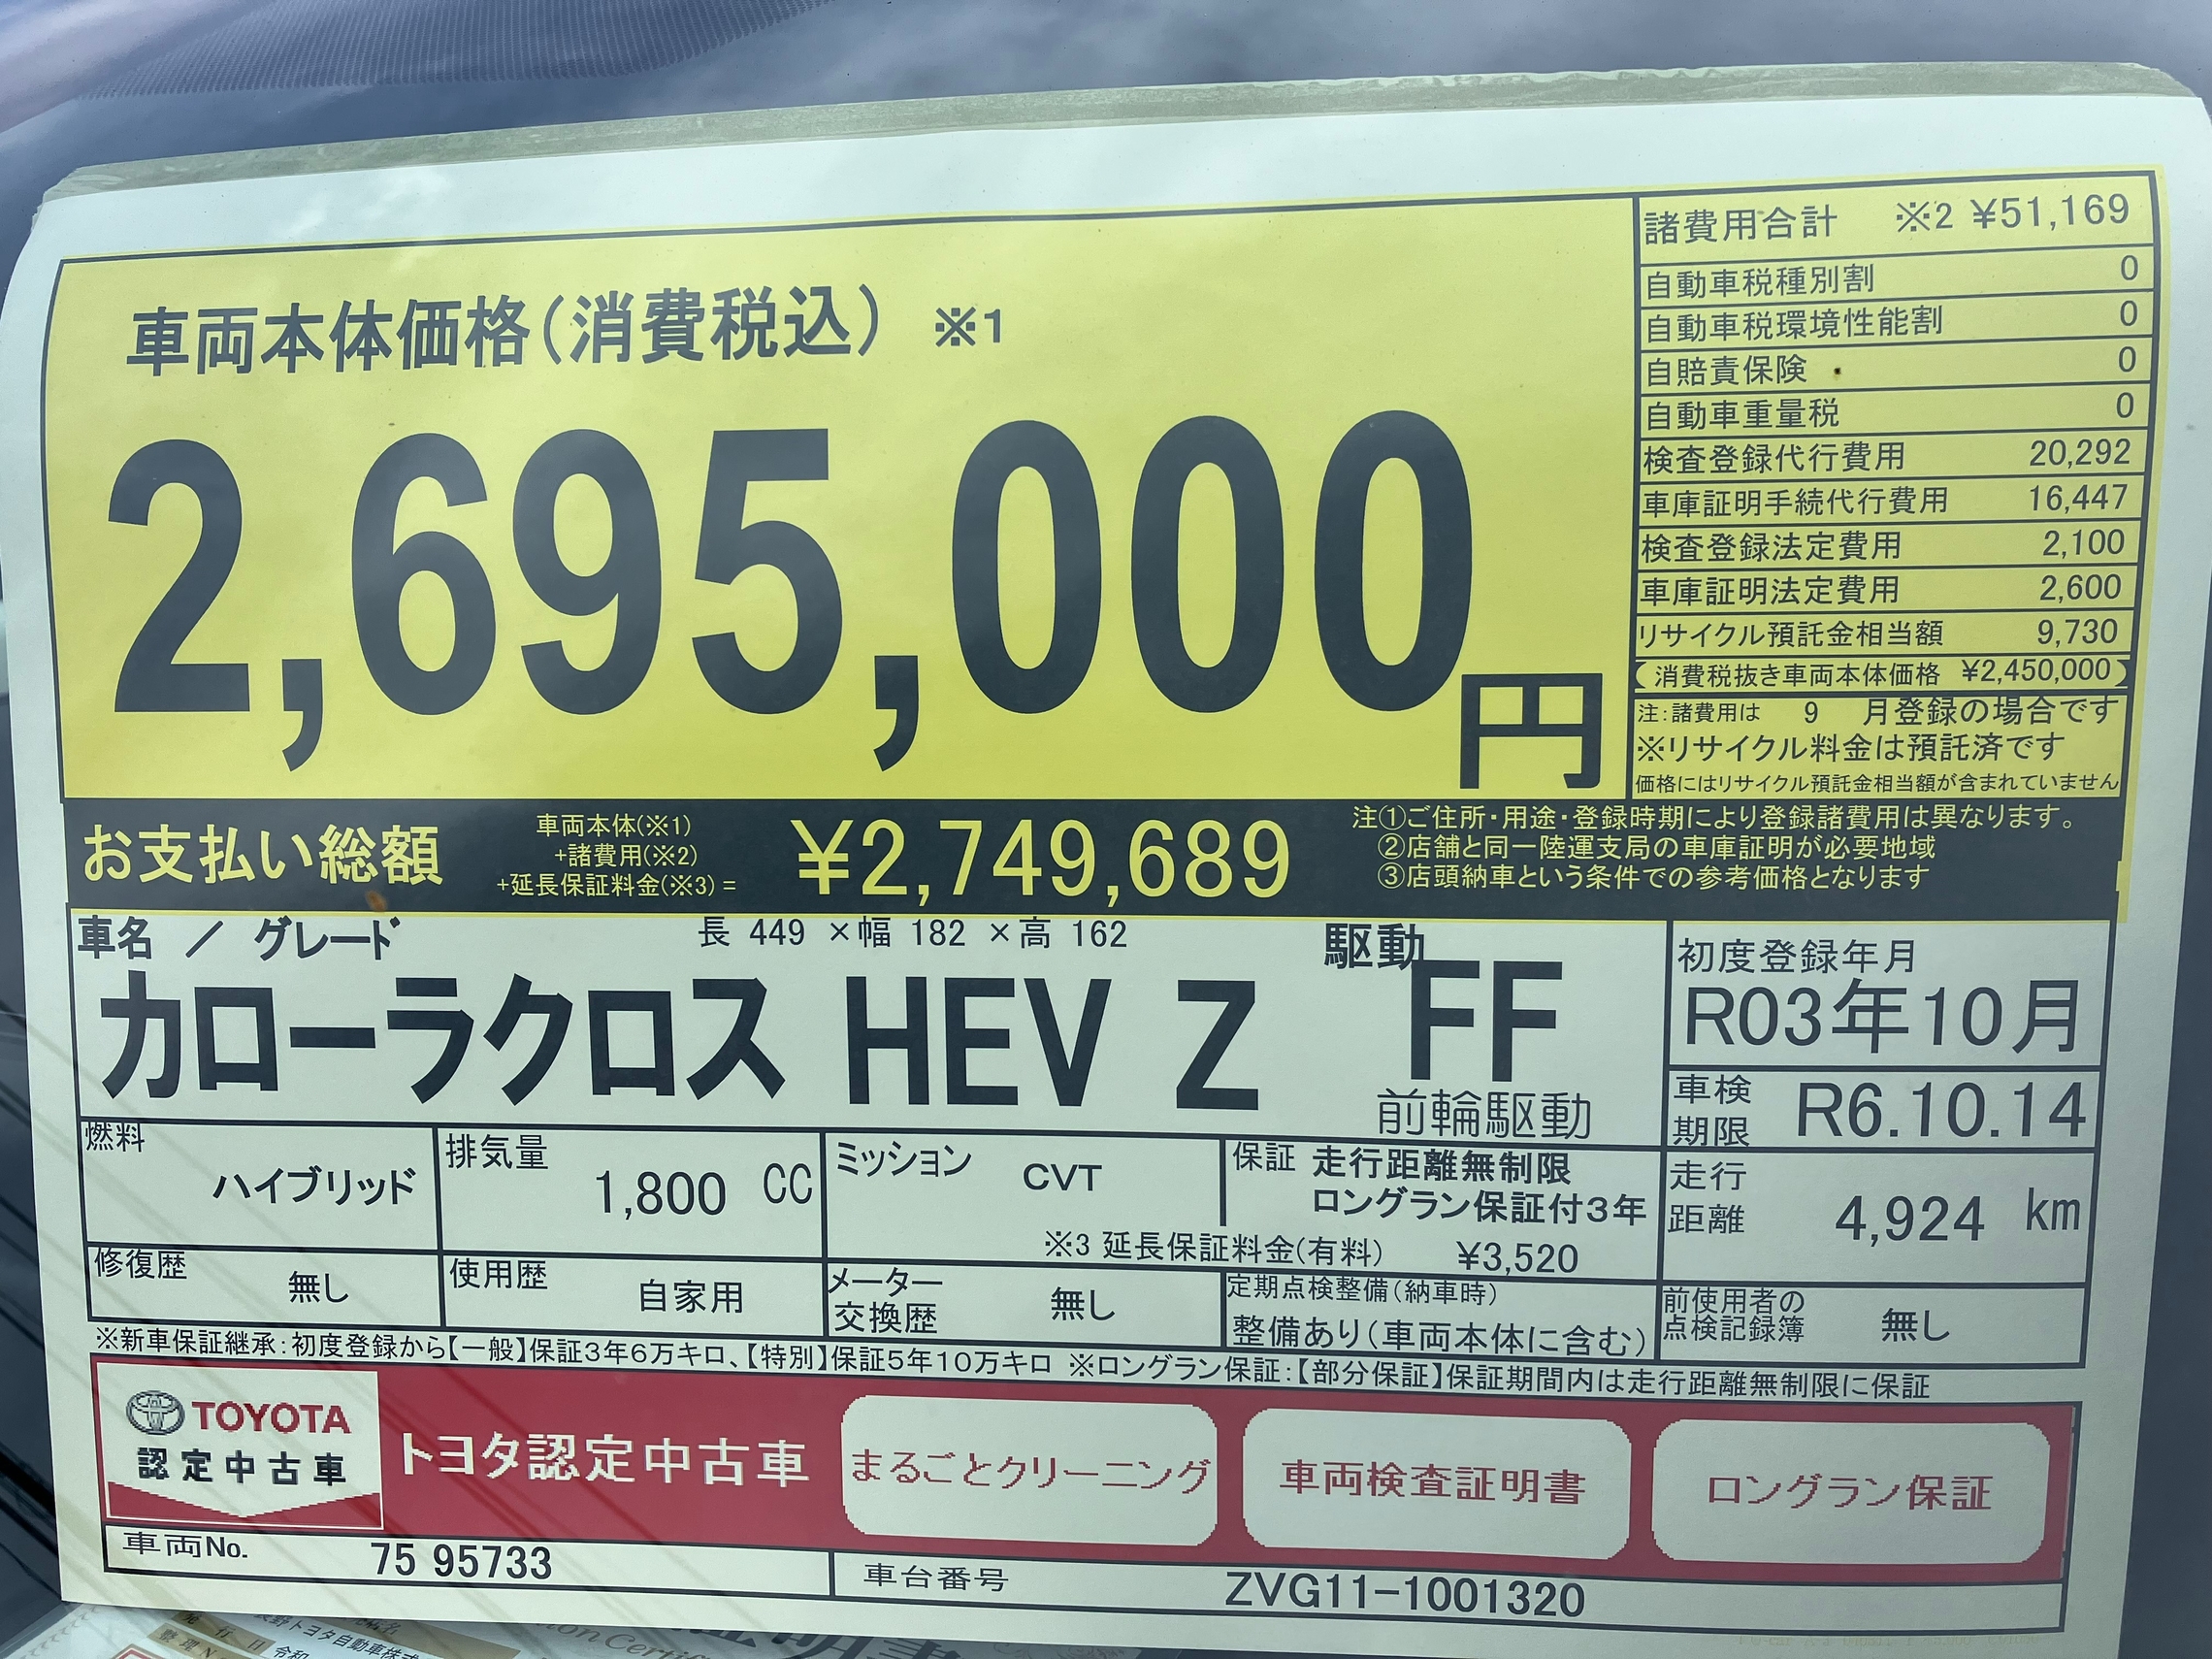 車両本体価格(消費税込) ※1
2,695,000円
諸費用合計 ※2 ¥51,169
自動車税種別割 0
自動車税環境性能割 0
自賠責保険 0
自動車重量税 0
検査登録代行費用 20,292
車庫証明手続代行費用 16,447
検査登録法定費用 2,100
車庫証明法定費用 2,600
リサイクル預託金相当額 9,730
(消費税抜き車両本体価格 ¥2,450,000)
注:諸費用は 9 月登録の場合です
※リサイクル料金は預託済です
価格にはリサイクル預託金相当額が含まれていません
お支払い総額
車両本体(※1)
+諸費用(※2)
+延長保証料金(※3)=
¥2,749,689
注①ご住所・用途・登録時期により登録諸費用は異なります。
②店舗と同一陸運支局の車庫証明が必要地域
③店頭納車という条件での参考価格となります
車名 / グレード
長 449 ×幅 182 ×高 162
カローラクロス HEV Z
駆動
FF
前輪駆動
初度登録年月
R03年10月
車検期限 R6.10.14
燃料 ハイブリッド
排気量 1,800 CC
ミッション CVT
保証 走行距離無制限
ロングラン保証付3年
※3 延長保証料金(有料) ¥3,520
走行距離 4,924 km
修復歴 無し
使用歴 自家用
メーター交換歴 無し
定期点検整備(納車時)
整備あり(車両本体に含む)
前使用者の点検記録簿 無し
※新車保証継承:初度登録から【一般】保証3年6万キロ、【特別】保証5年10万キロ ※ロングラン保証:【部分保証】保証期間内は走行距離無制限に保証
TOYOTA
認定中古車
トヨタ認定中古車
まるごとクリーニング
車両検査証明書
ロングラン保証
車両No. 75 95733
車台番号 ZVG11-1001320